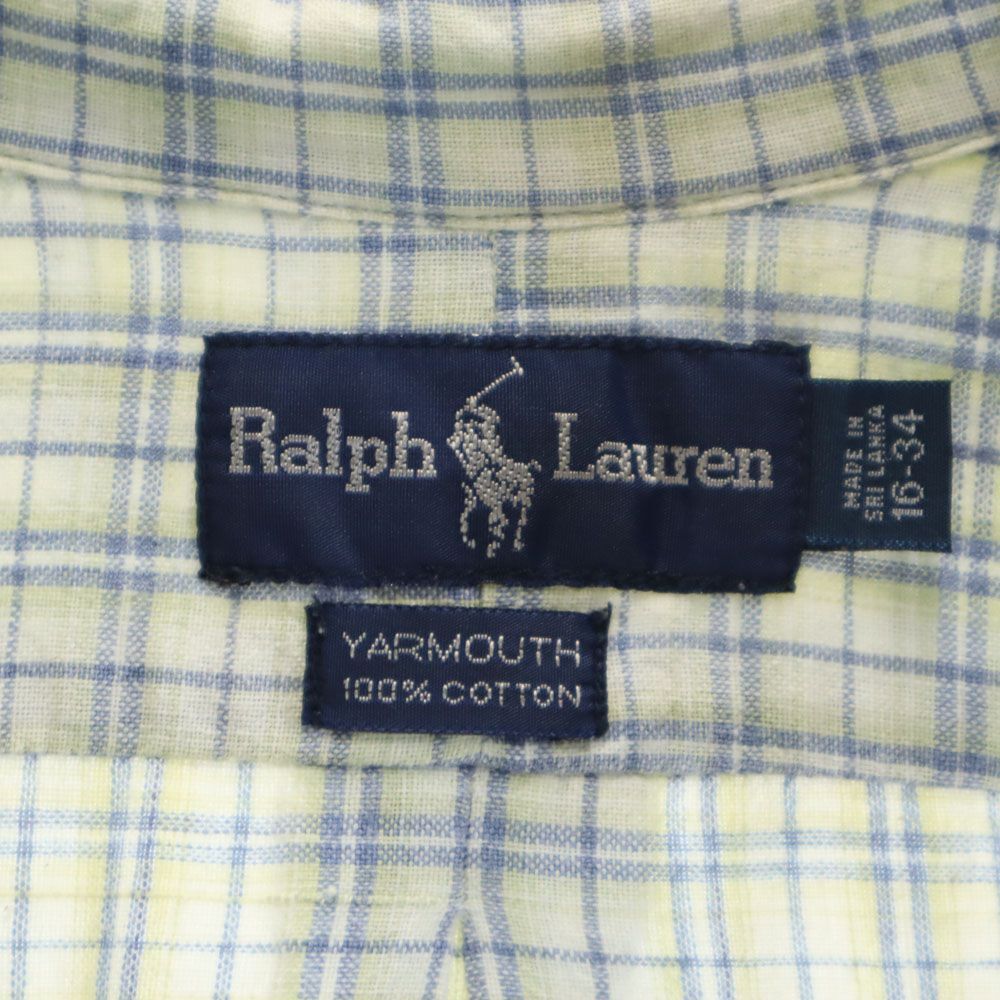 Ralph Lauren
MADE IN
SRI LANKA
16-34
YARMOUTH
100% COTTON